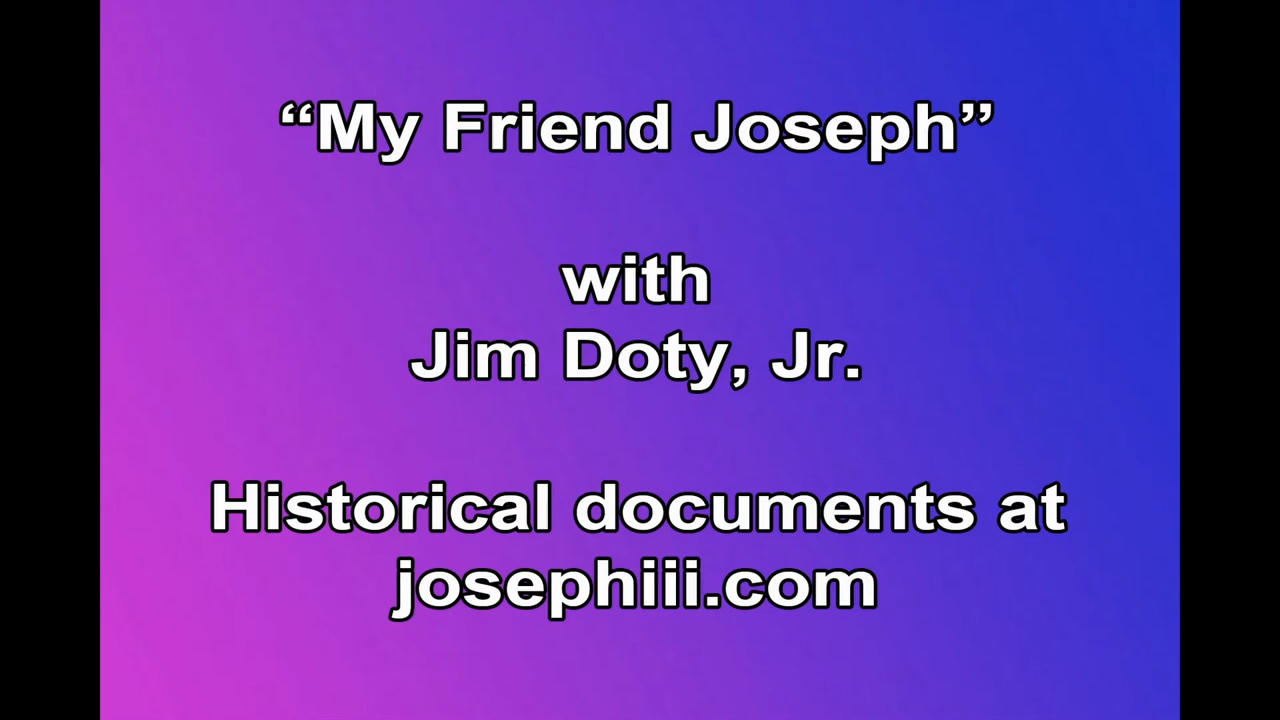 “My Friend Joseph”
with
Jim Doty, Jr.
Historical documents at
josephiii.com